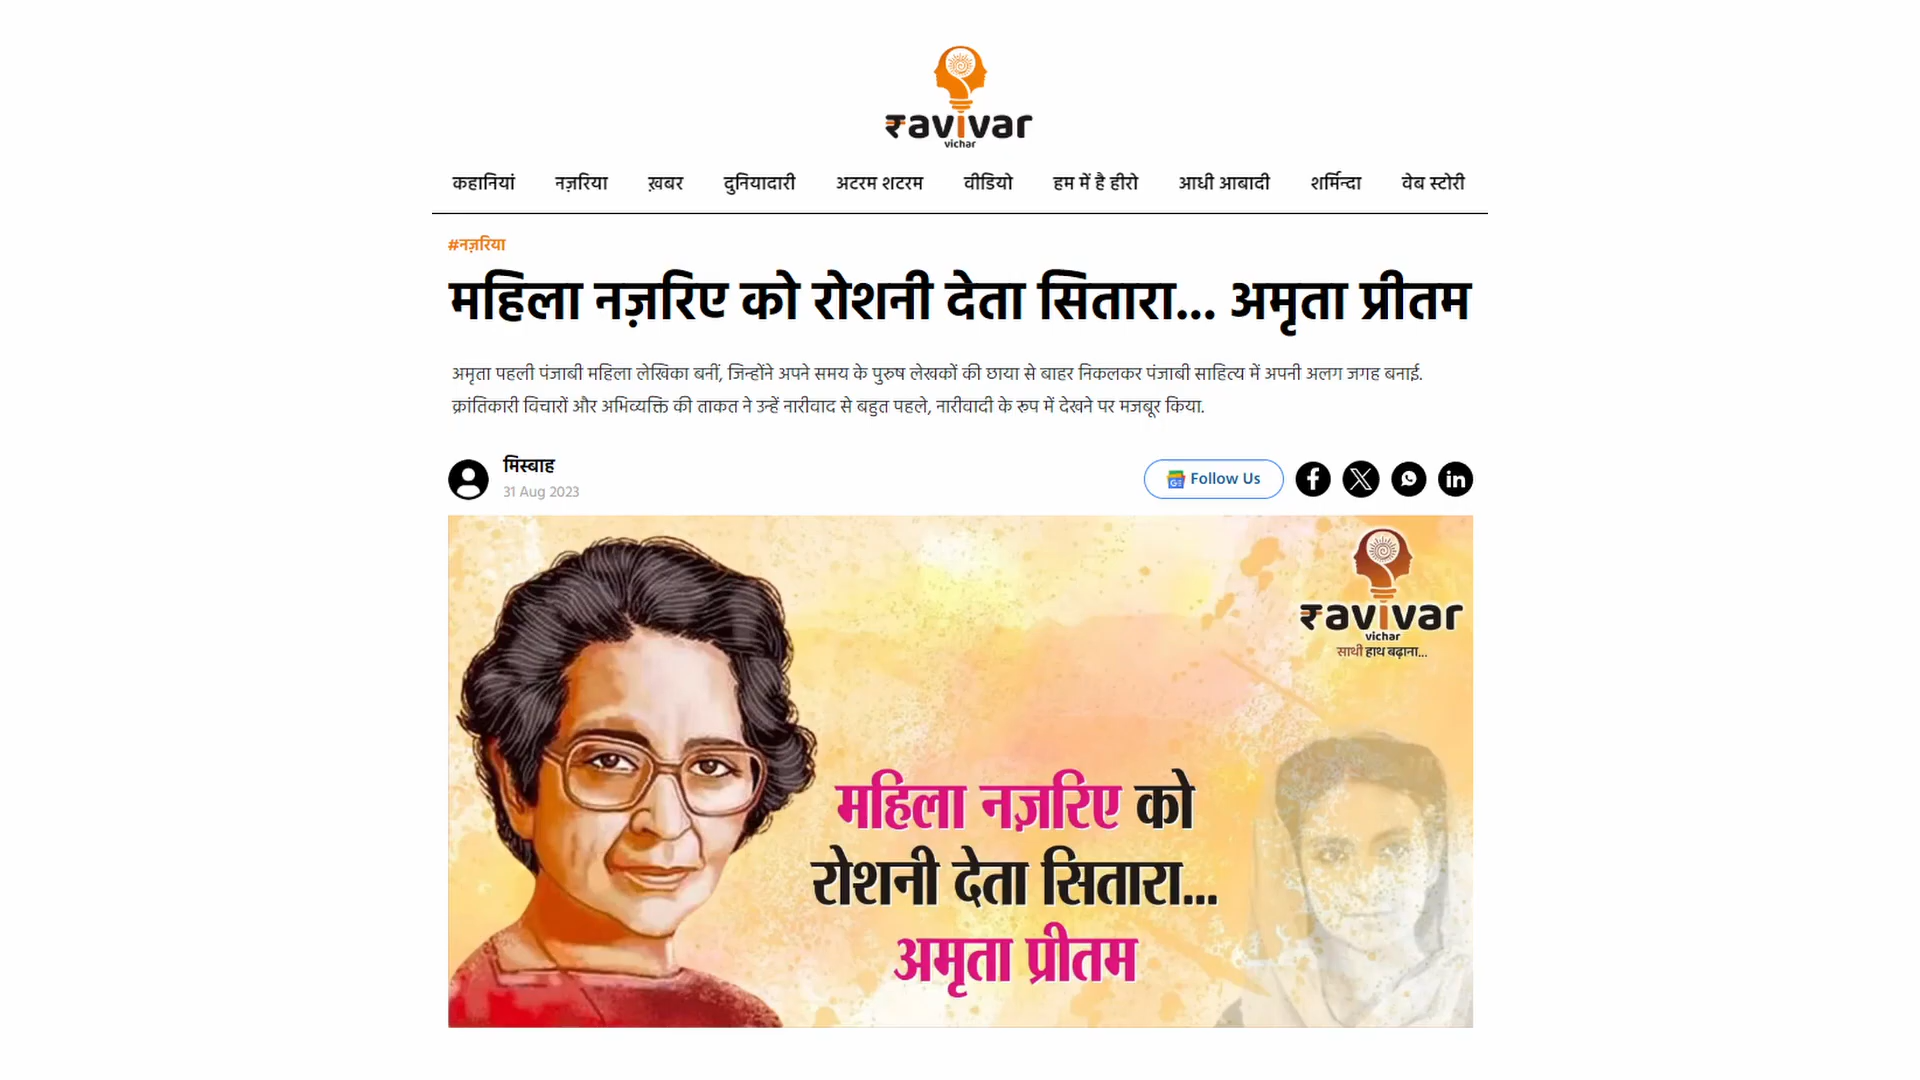 ₹avivar
vichar
कहानियां नज़रिया ख़बर दुनियादारी अटरम शटरम वीडियो हम में है हीरो आधी आबादी शर्मिन्दा वेब स्टोरी
#नज़रिया
महिला नज़रिए को रोशनी देता सितारा... अमृता प्रीतम
अमृता पहली पंजाबी महिला लेखिका बनीं, जिन्होंने अपने समय के पुरुष लेखकों की छाया से बाहर निकलकर पंजाबी साहित्य में अपनी अलग जगह बनाई.
क्रांतिकारी विचारों और अभिव्यक्ति की ताकत ने उन्हें नारीवाद से बहुत पहले, नारीवादी के रूप में देखने पर मजबूर किया.
मिस्बाह
31 Aug 2023
Follow Us
₹avivar
vichar
साथी हाथ बढ़ाना...
महिला नज़रिए को
रोशनी देता सितारा...
अमृता प्रीतम